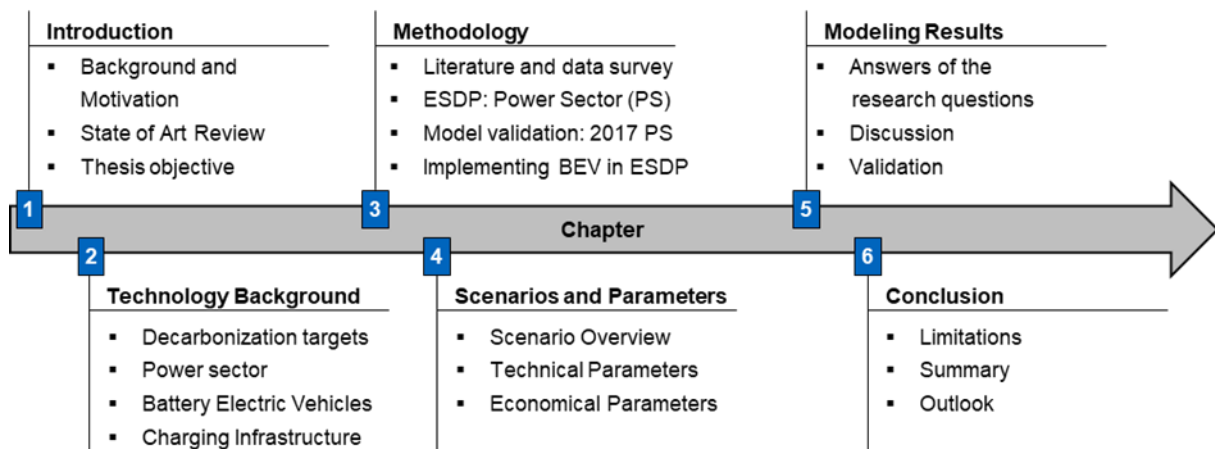 Introduction
▪ Background and
Motivation
▪ State of Art Review
▪ Thesis objective
Methodology
▪ Literature and data survey
▪ ESDP: Power Sector (PS)
▪ Model validation: 2017 PS
▪ Implementing BEV in ESDP
Modeling Results
▪ Answers of the
research questions
▪ Discussion
▪ Validation
1
3
5
Chapter
2
4
6
Technology Background
▪ Decarbonization targets
▪ Power sector
▪ Battery Electric Vehicles
▪ Charging Infrastructure
Scenarios and Parameters
▪ Scenario Overview
▪ Technical Parameters
▪ Economical Parameters
Conclusion
▪ Limitations
▪ Summary
▪ Outlook